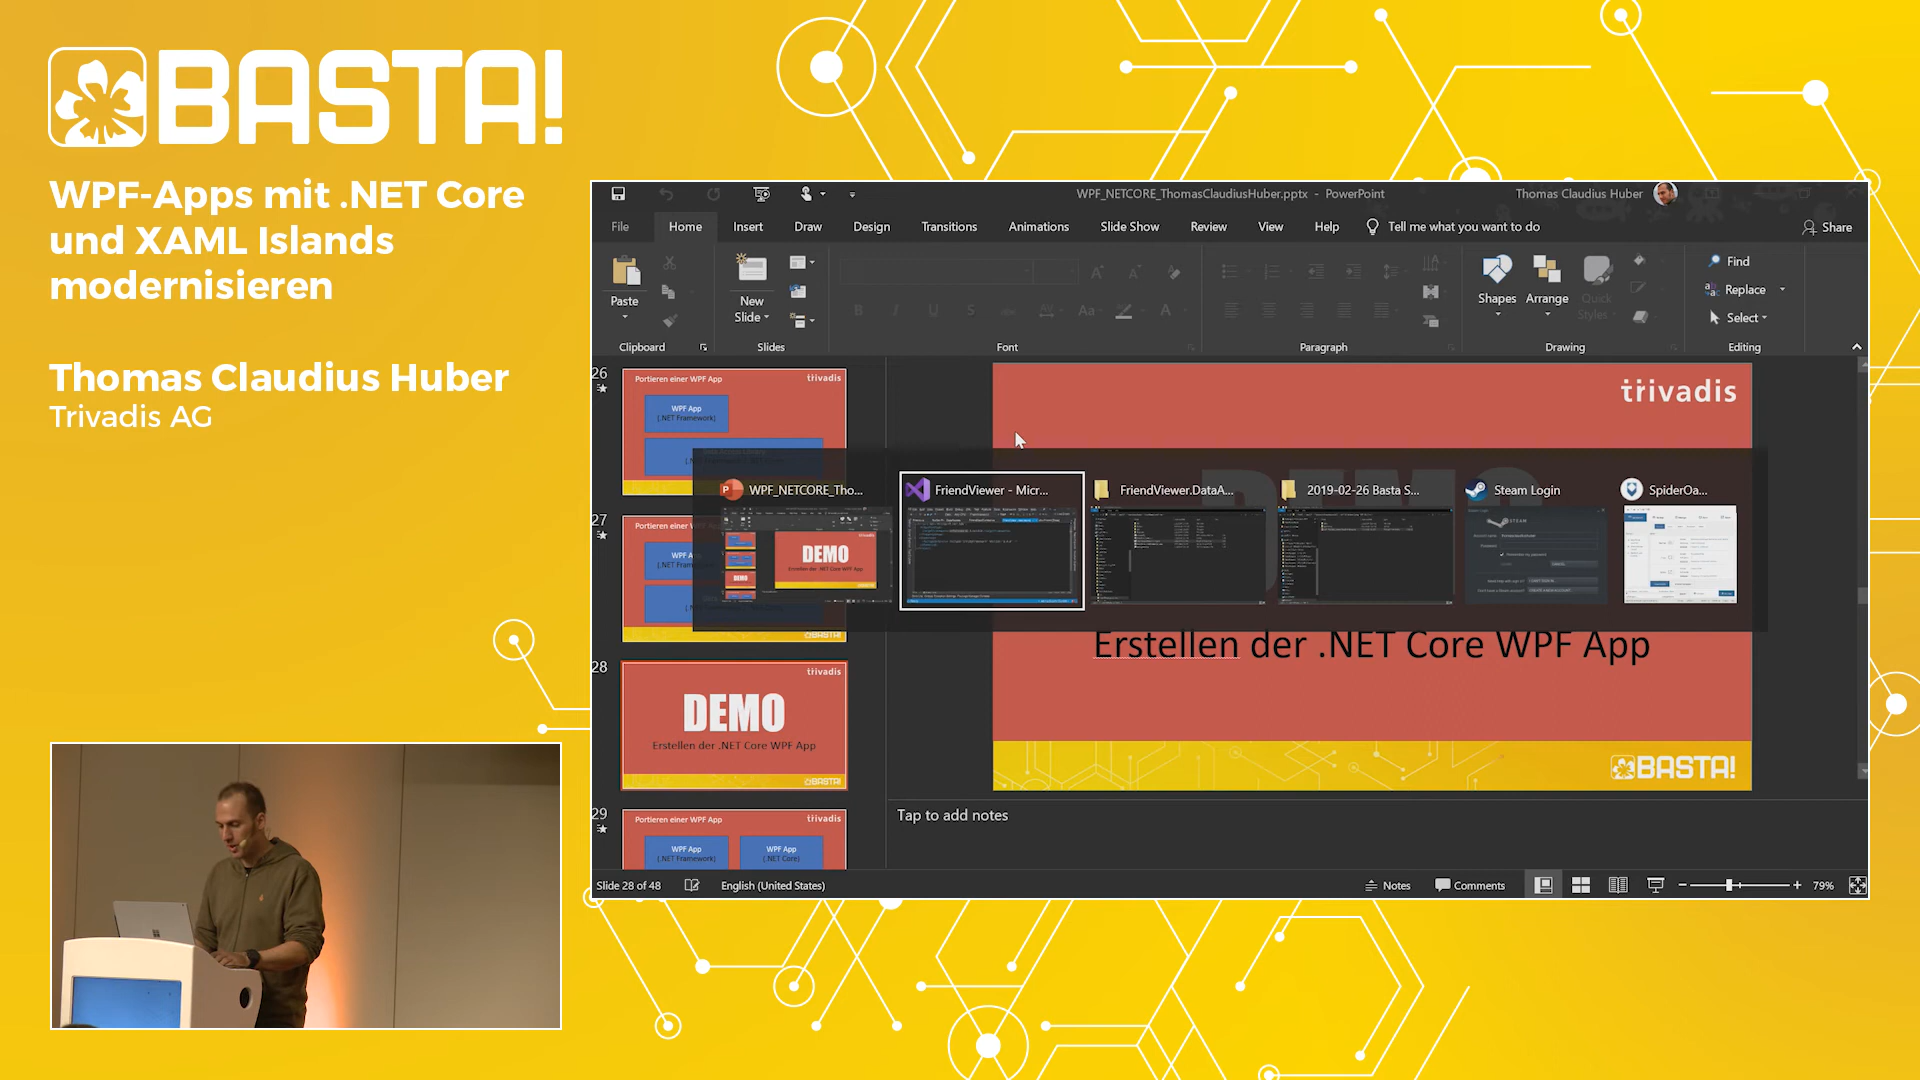 BASTA!
WPF-Apps mit .NET Core
und XAML Islands
modernisieren
Thomas Claudius Huber
Trivadis AG
WPF_NETCORE_ThomasClaudiusHuber.pptx - PowerPoint
Thomas Claudius Huber
File Home Insert Draw Design Transitions Animations Slide Show Review View Help Tell me what you want to do Share
Paste
New
Slide
Shapes Arrange Quick
Styles
Find
Replace
Select
Clipboard Slides Font Paragraph Drawing Editing
26
Portieren einer WPF App trivadis
WPF App
(.NET Framework)
27
28
trivadis
DEMO
Erstellen der .NET Core WPF App
BASTA!
29
Portieren einer WPF App trivadis
WPF App WPF App
(.NET Framework) (.NET Core)
trivadis
WPF_NETCORE_Tho... FriendViewer - Micr... FriendViewer.DataA... 2019-02-26 Basta S... Steam Login SpiderOa...
DEMO
Erstellen der .NET Core WPF App
BASTA!
Tap to add notes
Slide 28 of 48 English (United States) Notes Comments 79%